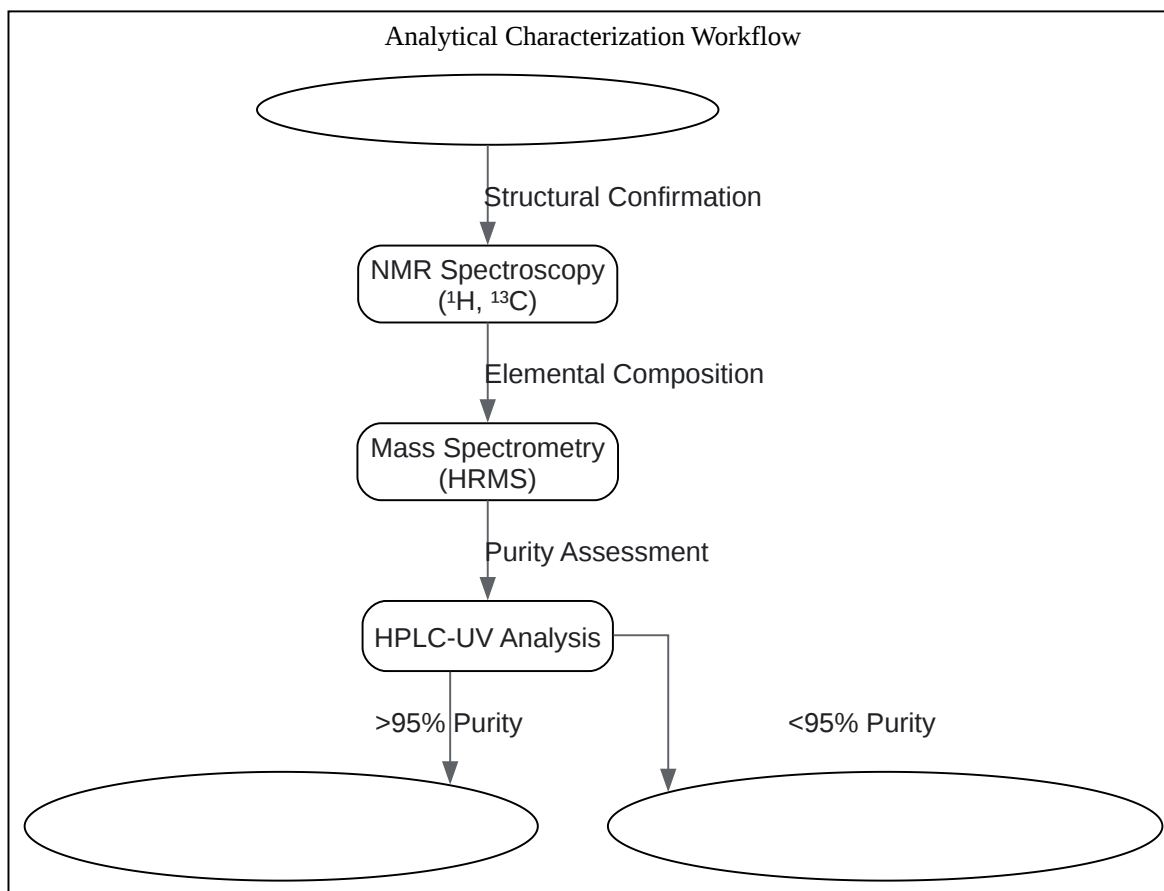 Analytical Characterization Workflow
Structural Confirmation
NMR Spectroscopy
(¹H, ¹³C)
Elemental Composition
Mass Spectrometry
(HRMS)
Purity Assessment
HPLC-UV Analysis
>95% Purity
<95% Purity